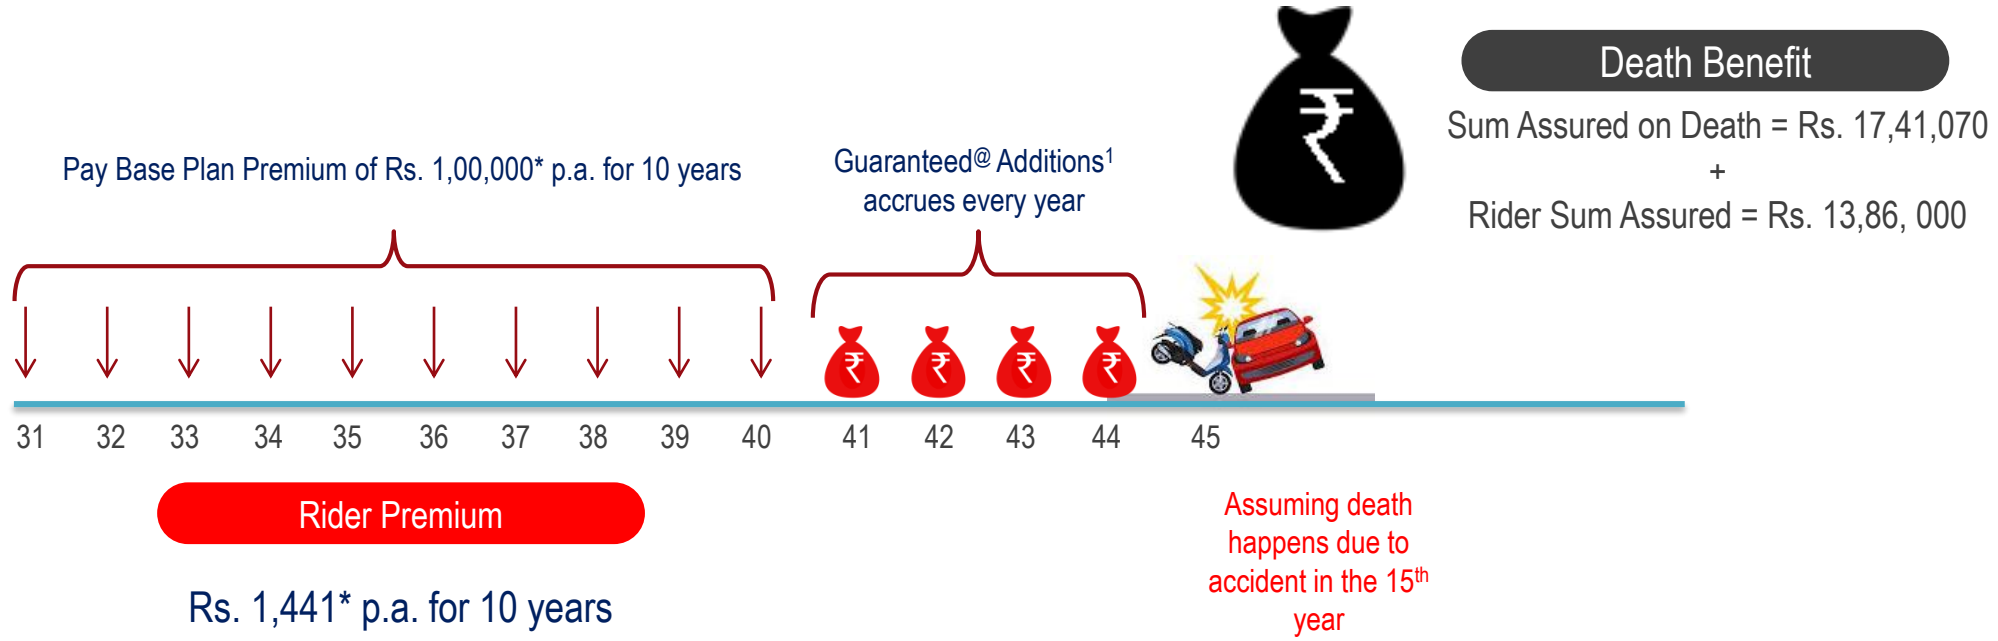 Death Benefit
Sum Assured on Death = Rs. 17,41,070
+
Rider Sum Assured = Rs. 13,86, 000
₹
Pay Base Plan Premium of Rs. 1,00,000* p.a. for 10 years
Guaranteed@ Additions¹
accrues every year
₹ ₹ ₹ ₹
31 32 33 34 35 36 37 38 39 40 41 42 43 44 45
Rider Premium
Rs. 1,441* p.a. for 10 years
Assuming death
happens due to
accident in the 15th
year